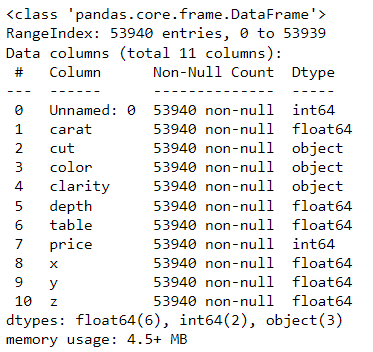 <class 'pandas.core.frame.DataFrame'>
RangeIndex: 53940 entries, 0 to 53939
Data columns (total 11 columns):
 #   Column      Non-Null Count  Dtype
---  ------      --------------  -----
 0   Unnamed: 0  53940 non-null  int64
 1   carat       53940 non-null  float64
 2   cut         53940 non-null  object
 3   color       53940 non-null  object
 4   clarity     53940 non-null  object
 5   depth       53940 non-null  float64
 6   table       53940 non-null  float64
 7   price       53940 non-null  int64
 8   x           53940 non-null  float64
 9   y           53940 non-null  float64
 10  z           53940 non-null  float64
dtypes: float64(6), int64(2), object(3)
memory usage: 4.5+ MB